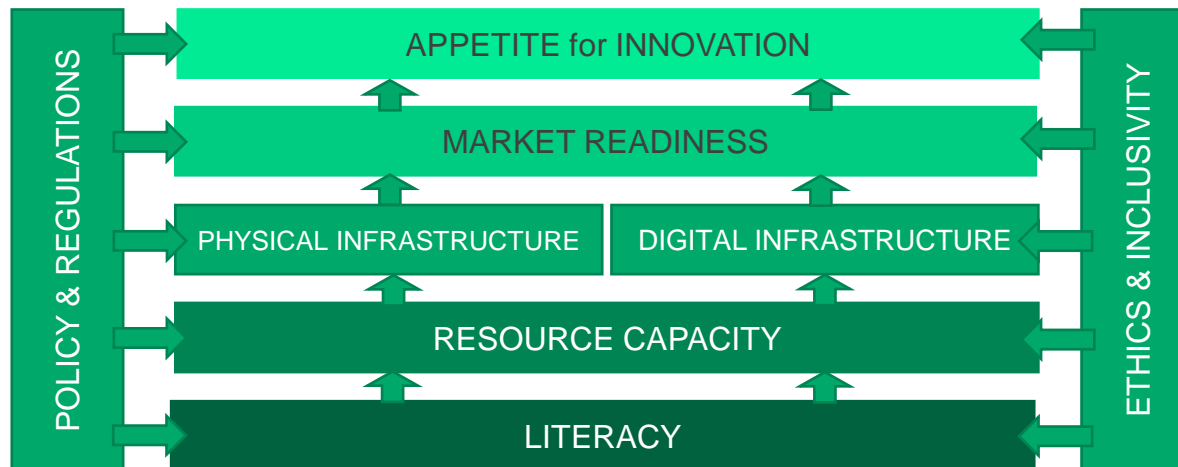 POLICY & REGULATIONS
APPETITE for INNOVATION
MARKET READINESS
PHYSICAL INFRASTRUCTURE
DIGITAL INFRASTRUCTURE
RESOURCE CAPACITY
LITERACY
ETHICS & INCLUSIVITY